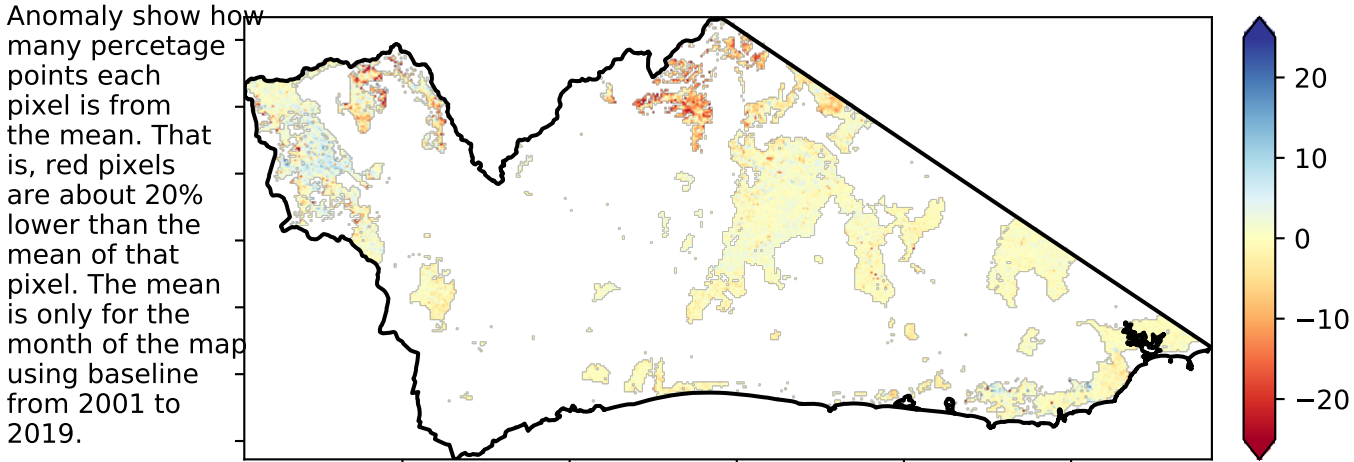 Anomaly show how
many percetage
points each
pixel is from
the mean. That
is, red pixels
are about 20%
lower than the
mean of that
pixel. The mean
is only for the
month of the map
using baseline
from 2001 to
2019.
20
10
0
−10
−20